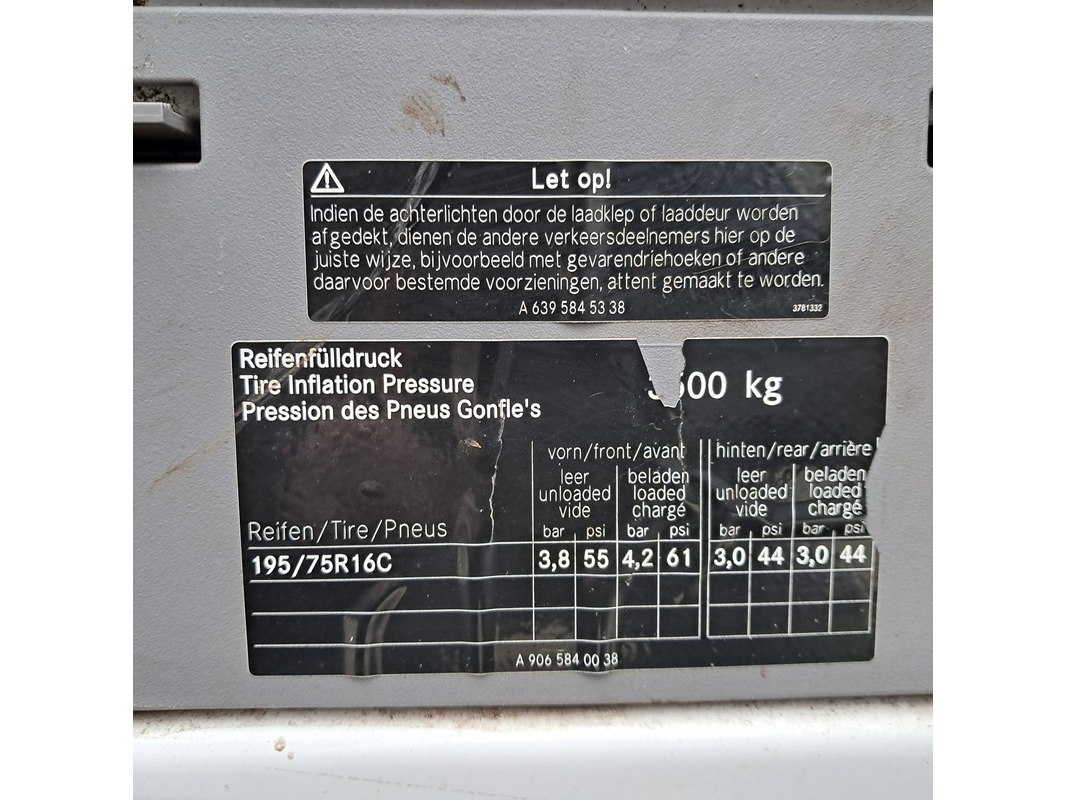 Let op!
Indien de achterlichten door de laadklep of laaddeur worden
afgedekt, dienen de andere verkeersdeelnemers hier op de
juiste wijze, bijvoorbeeld met gevarendriehoeken of andere
daarvoor bestemde voorzieningen, attent gemaakt te worden.
A 639 584 53 38 3781332
Reifenfülldruck
Tire Inflation Pressure
Pression des Pneus Gonfle's
00 kg
vorn/front/avant hinten/rear/arrière
leer beladen leer beladen
unloaded loaded unloaded loaded
vide chargé vide chargé
Reifen/Tire/Pneus bar psi bar psi bar psi bar psi
195/75R16C 3,8 55 4,2 61 3,0 44 3,0 44
A 906 584 00 38